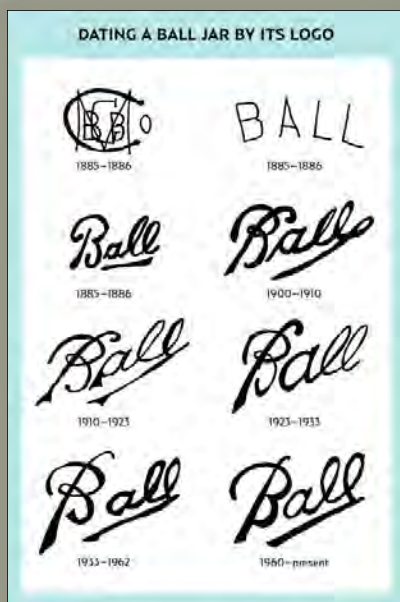 DATING A BALL JAR BY ITS LOGO
1885–1886
BALL
1885–1886
Ball
1885–1886
Ball
1900–1910
Ball
1910–1923
Ball
1923–1933
Ball
1933–1962
Ball
1960–present